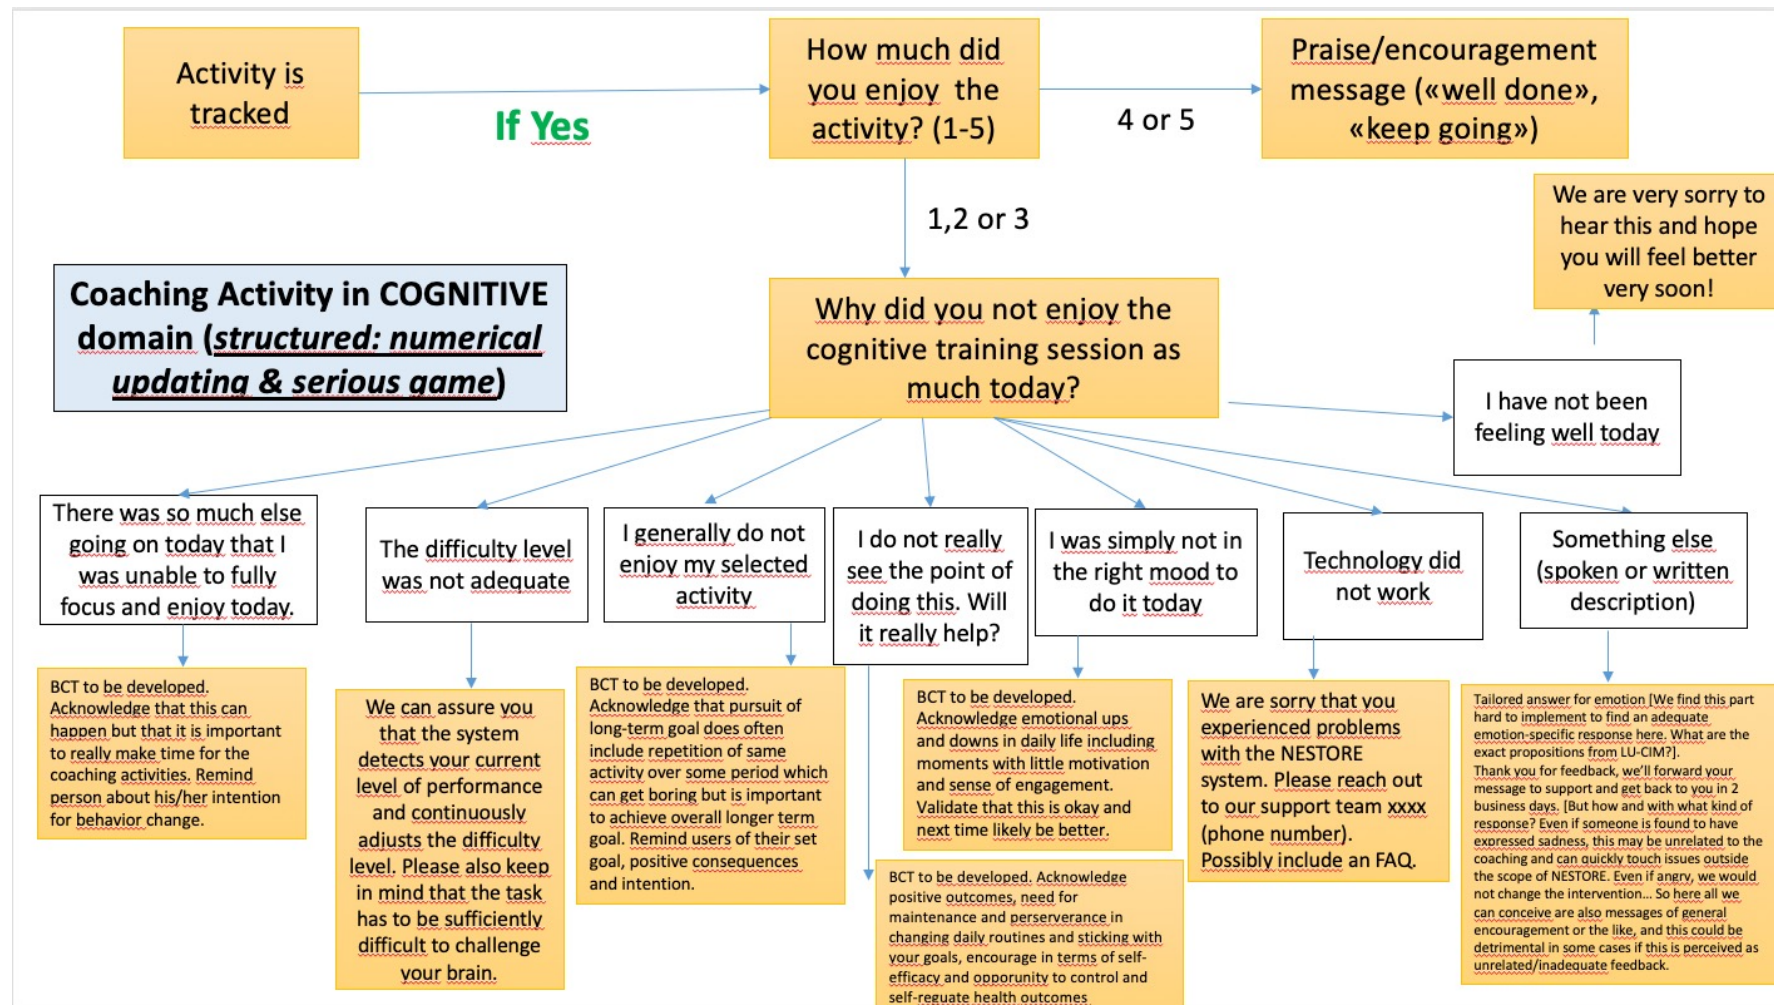 Activity is
tracked
If Yes
How much did
you enjoy the
activity? (1-5)
4 or 5
Praise/encouragement
message («well done»,
«keep going»)
1,2 or 3
We are very sorry to
hear this and hope
you will feel better
very soon!
Coaching Activity in COGNITIVE
domain (structured: numerical
updating & serious game)
Why did you not enjoy the
cognitive training session as
much today?
I have not been
feeling well today
There was so much else
going on today that I
was unable to fully
focus and enjoy today.
The difficulty level
was not adequate
I generally do not
enjoy my selected
activity
I do not really
see the point of
doing this. Will
it really help?
I was simply not in
the right mood to
do it today
Technology did
not work
Something else
(spoken or written
description)
BCT to be developed.
Acknowledge that this can
happen but that it is important
to really make time for the
coaching activities. Remind
person about his/her intention
for behavior change.
We can assure you
that the system
detects your current
level of performance
and continuously
adjusts the difficulty
level. Please also keep
in mind that the task
has to be sufficiently
difficult to challenge
your brain.
BCT to be developed.
Acknowledge that pursuit of
long-term goal does often
include repetition of same
activity over some period which
can get boring but is important
to achieve overall longer term
goal. Remind users of their set
goal, positive consequences
and intention.
BCT to be developed. Acknowledge
positive outcomes, need for
maintenance and perserverance in
changing daily routines and sticking with
your goals, encourage in terms of self-
efficacy and opporunity to control and
self-reguate health outcomes
BCT to be developed.
Acknowledge emotional ups
and downs in daily life including
moments with little motivation
and sense of engagement.
Validate that this is okay and
next time likely be better.
We are sorry that you
experienced problems
with the NESTORE
system. Please reach out
to our support team xxxx
(phone number).
Possibly include an FAQ.
Tailored answer for emotion [We find this part
hard to implement to find an adequate
emotion-specific response here. What are the
exact propositions from LU-CIM?].
Thank you for feedback, we'll forward your
message to support and get back to you in 2
business days. [But how and with what kind of
response? Even if someone is found to have
expressed sadness, this may be unrelated to the
coaching and can quickly touch issues outside
the scope of NESTORE. Even if angry, we would
not change the intervention... So here all we
can conceive are also messages of general
encouragement or the like, and this could be
detrimental in some cases if this is perceived as
unrelated/inadequate feedback.